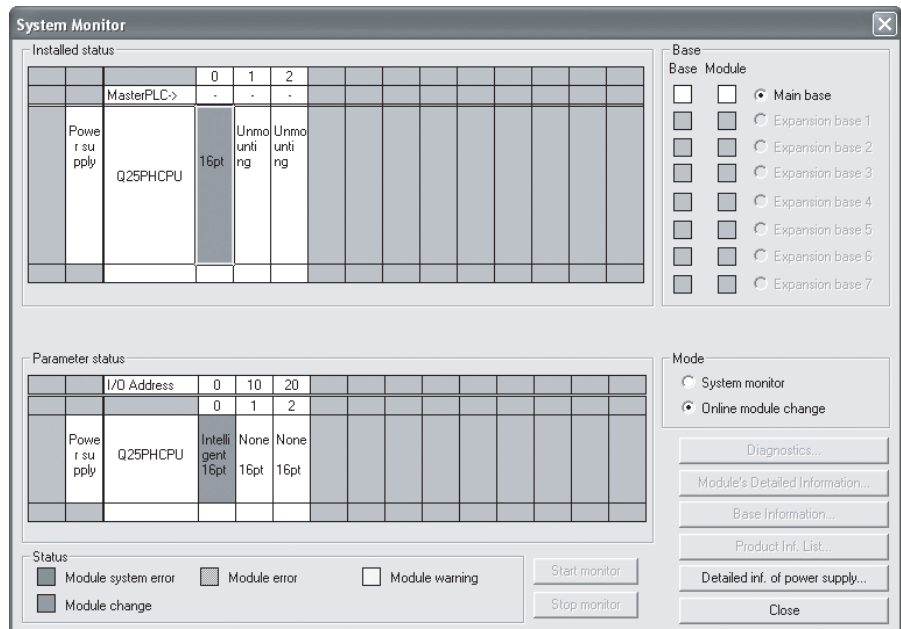 System Monitor
Installed status
0 1 2
MasterPLC-> - - -
Powe
r su
pply
Q25PHCPU
16pt
Unmo
unti
ng
Unmo
unti
ng
Base
Base Module
Main base
Expansion base 1
Expansion base 2
Expansion base 3
Expansion base 4
Expansion base 5
Expansion base 6
Expansion base 7
Parameter status
I/O Address 0 10 20
0 1 2
Powe
r su
pply
Q25PHCPU
Intelli
gent
16pt
None
16pt
None
16pt
Mode
System monitor
Online module change
Diagnostics...
Module's Detailed Information...
Base Information...
Product Inf. List...
Detailed inf. of power supply...
Close
Status
Module system error
Module error
Module warning
Module change
Start monitor
Stop monitor